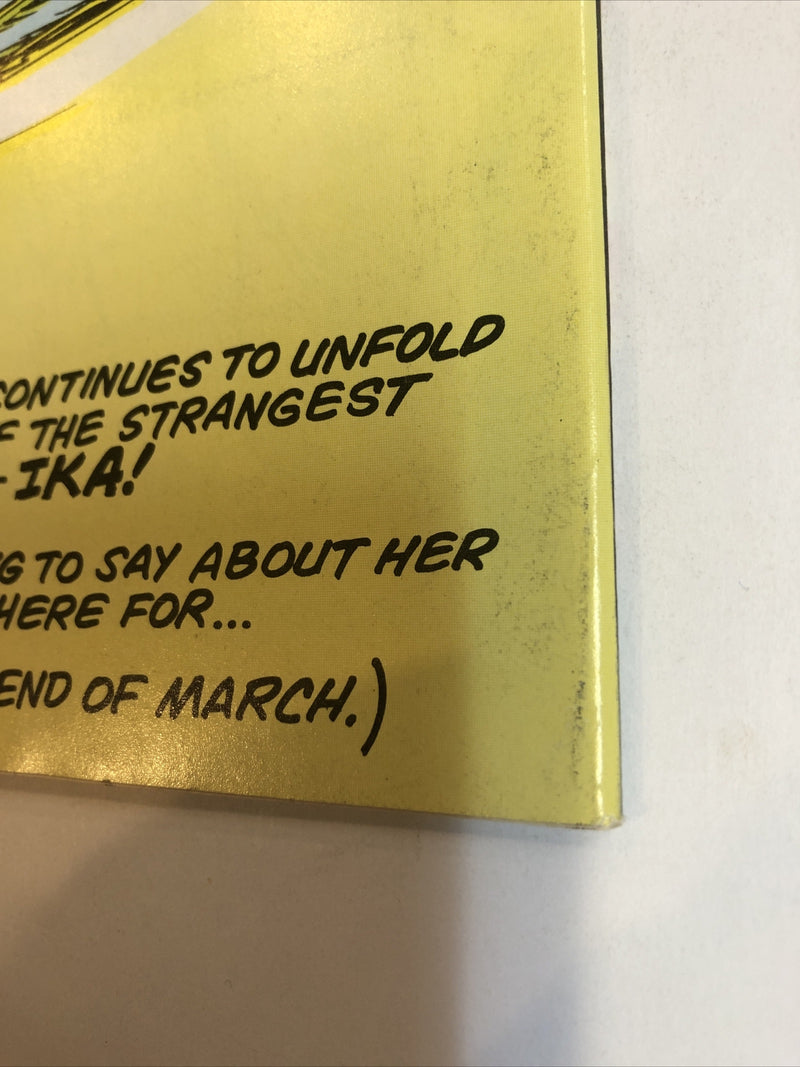 CONTINUES TO UNFOLD
THE STRANGEST
IKA!
TO SAY ABOUT HER
HERE FOR...
END OF MARCH.)